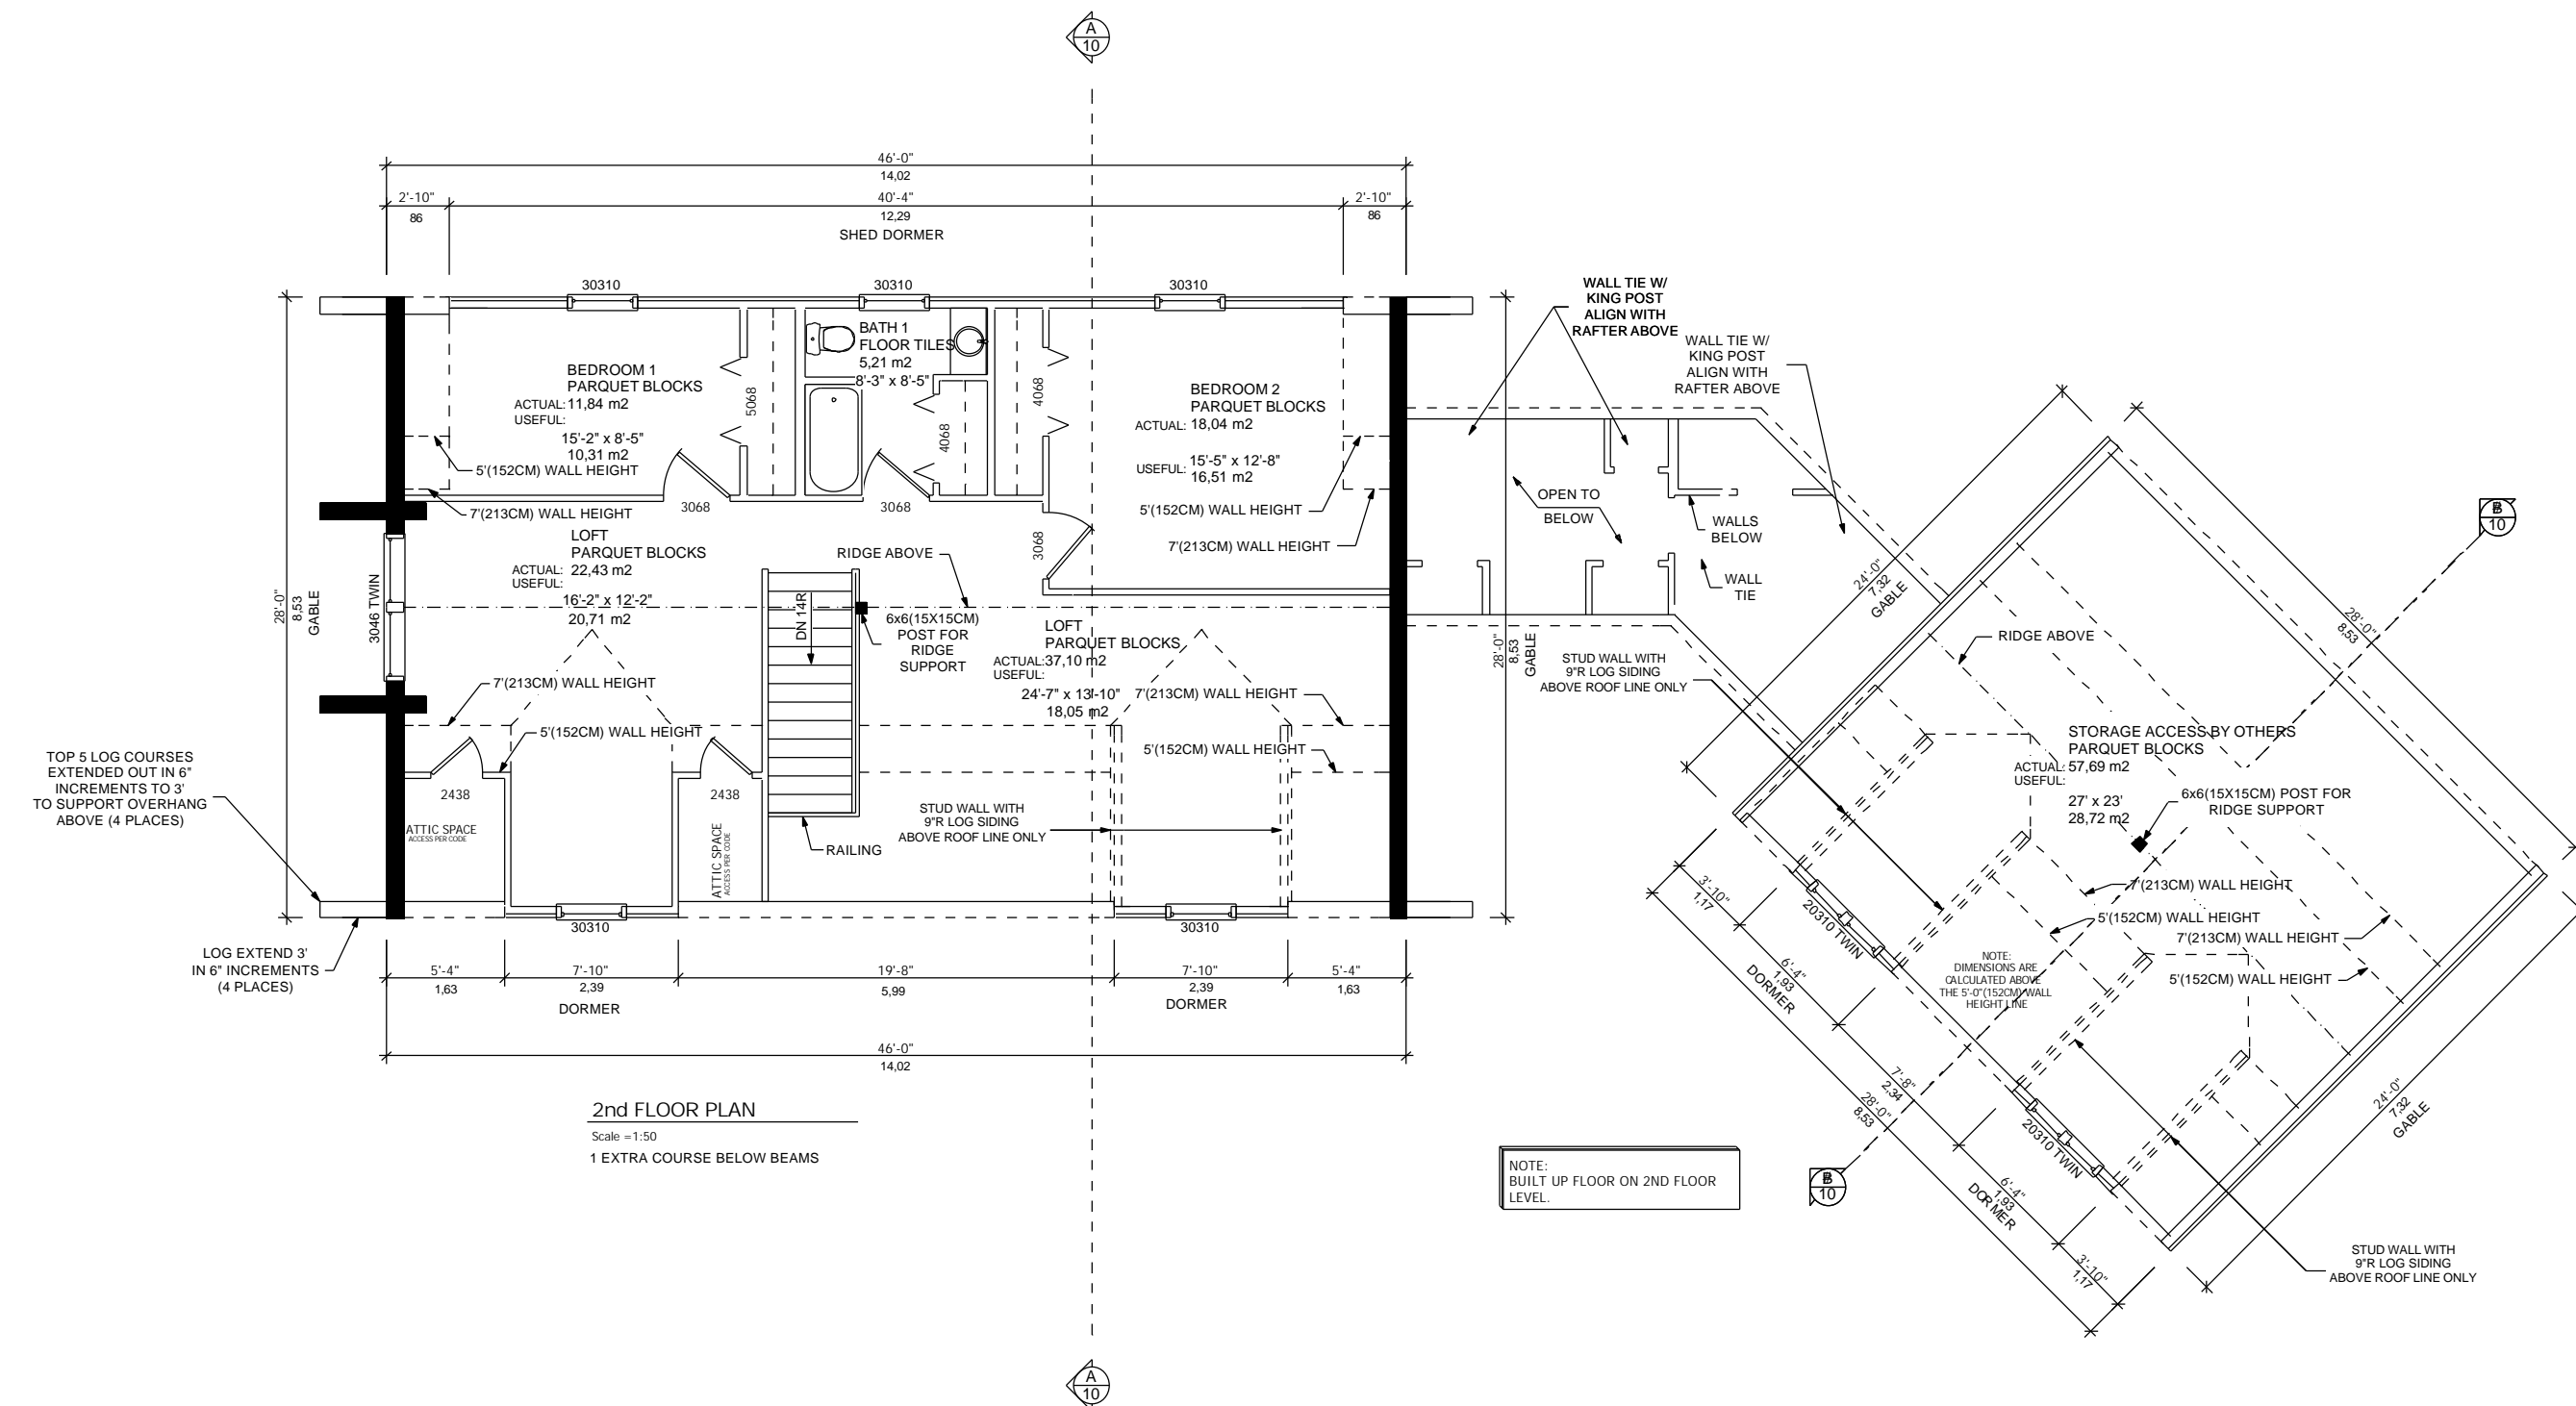 A
10
46'-0"
14,02
2'-10"
86
40'-4"
12,29
SHED DORMER
2'-10"
86
30310
30310
30310
28'-0"
8,53
GABLE
3046 TWIN
BEDROOM 1
PARQUET BLOCKS
ACTUAL: 11,84 m2
USEFUL:
15'-2" x 8'-5"
10,31 m2
5'(152CM) WALL HEIGHT
7'(213CM) WALL HEIGHT
5068
BATH 1
FLOOR TILES
5,21 m2
8'-3" x 8'-5"
4068
4068
BEDROOM 2
PARQUET BLOCKS
ACTUAL: 18,04 m2
USEFUL: 15'-5" x 12'-8"
16,51 m2
5'(152CM) WALL HEIGHT
7'(213CM) WALL HEIGHT
3068
3068
3068
LOFT
PARQUET BLOCKS
ACTUAL: 22,43 m2
USEFUL:
16'-2" x 12'-2"
20,71 m2
RIDGE ABOVE
DN 14R
6x6(15X15CM)
POST FOR
RIDGE
SUPPORT
LOFT
PARQUET BLOCKS
ACTUAL: 37,10 m2
USEFUL:
24'-7" x 13'-10"
18,05 m2
7'(213CM) WALL HEIGHT
5'(152CM) WALL HEIGHT
7'(213CM) WALL HEIGHT
5'(152CM) WALL HEIGHT
2438
2438
ATTIC SPACE
ACCESS PER CODE
ATTIC SPACE
ACCESS PER CODE
RAILING
STUD WALL WITH
9"R LOG SIDING
ABOVE ROOF LINE ONLY
TOP 5 LOG COURSES
EXTENDED OUT IN 6"
INCREMENTS TO 3'
TO SUPPORT OVERHANG
ABOVE (4 PLACES)
LOG EXTEND 3'
IN 6" INCREMENTS
(4 PLACES)
30310
30310
5'-4"
1,63
7'-10"
2,39
DORMER
19'-8"
5,99
7'-10"
2,39
DORMER
5'-4"
1,63
46'-0"
14,02
28'-0"
8,53
GABLE
WALL TIE W/
KING POST
ALIGN WITH
RAFTER ABOVE
WALL TIE W/
KING POST
ALIGN WITH
RAFTER ABOVE
OPEN TO
BELOW
WALLS
BELOW
WALL
TIE
STUD WALL WITH
9"R LOG SIDING
ABOVE ROOF LINE ONLY
24'-0"
7,32
GABLE
28'-0"
8,53
10
RIDGE ABOVE
STORAGE ACCESS BY OTHERS
PARQUET BLOCKS
ACTUAL: 57,69 m2
USEFUL:
27' x 23'
28,72 m2
6x6(15X15CM) POST FOR
RIDGE SUPPORT
7'(213CM) WALL HEIGHT
5'(152CM) WALL HEIGHT
7'(213CM) WALL HEIGHT
5'(152CM) WALL HEIGHT
NOTE:
DIMENSIONS ARE
CALCULATED ABOVE
THE 5'-0"(152CM) WALL
HEIGHT LINE
20310 TWIN
20310 TWIN
3'-10"
1,17
6'-4"
1,93
DORMER
7'-8"
2,34
28'-0"
8,53
6'-4"
1,93
DORMER
3'-10"
1,17
24'-0"
7,32
GABLE
STUD WALL WITH
9"R LOG SIDING
ABOVE ROOF LINE ONLY
10
2nd FLOOR PLAN
Scale =1:50
1 EXTRA COURSE BELOW BEAMS
NOTE:
BUILT UP FLOOR ON 2ND FLOOR
LEVEL.
A
10